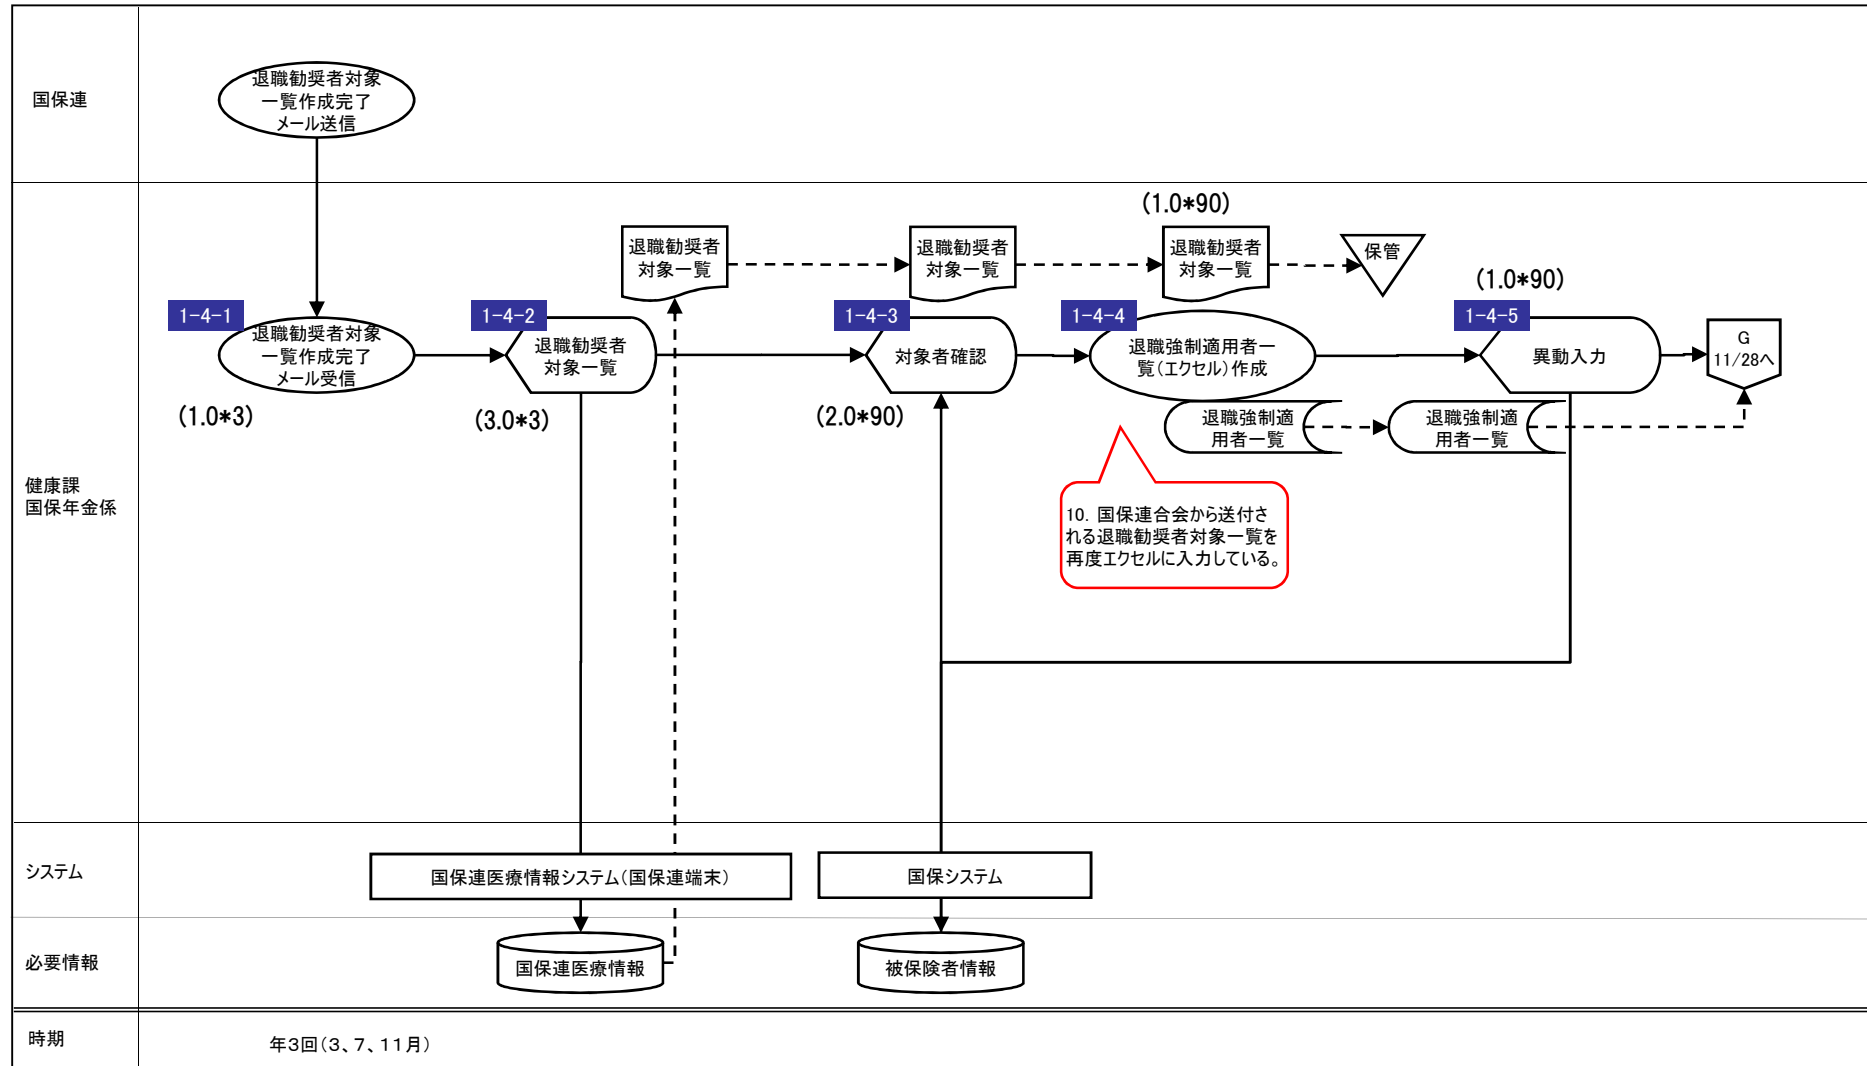 国保連
退職勧奨者対象
一覧作成完了
メール送信
健康課
国保年金係
(1.0*90)
退職勧奨者
対象一覧
退職勧奨者
対象一覧
退職勧奨者
対象一覧
保管
(1.0*90)
1-4-1
退職勧奨者対象
一覧作成完了
メール受信
(1.0*3)
1-4-2
退職勧奨者
対象一覧
(3.0*3)
1-4-3
対象者確認
(2.0*90)
1-4-4
退職強制適用者一
覧(エクセル)作成
1-4-5
異動入力
G
11/28へ
退職強制適
用者一覧
退職強制適
用者一覧
10. 国保連合会から送付さ
れる退職勧奨者対象一覧を
再度エクセルに入力している。
システム
国保連医療情報システム(国保連端末)
国保システム
必要情報
国保連医療情報
被保険者情報
時期
年3回(3、7、11月)